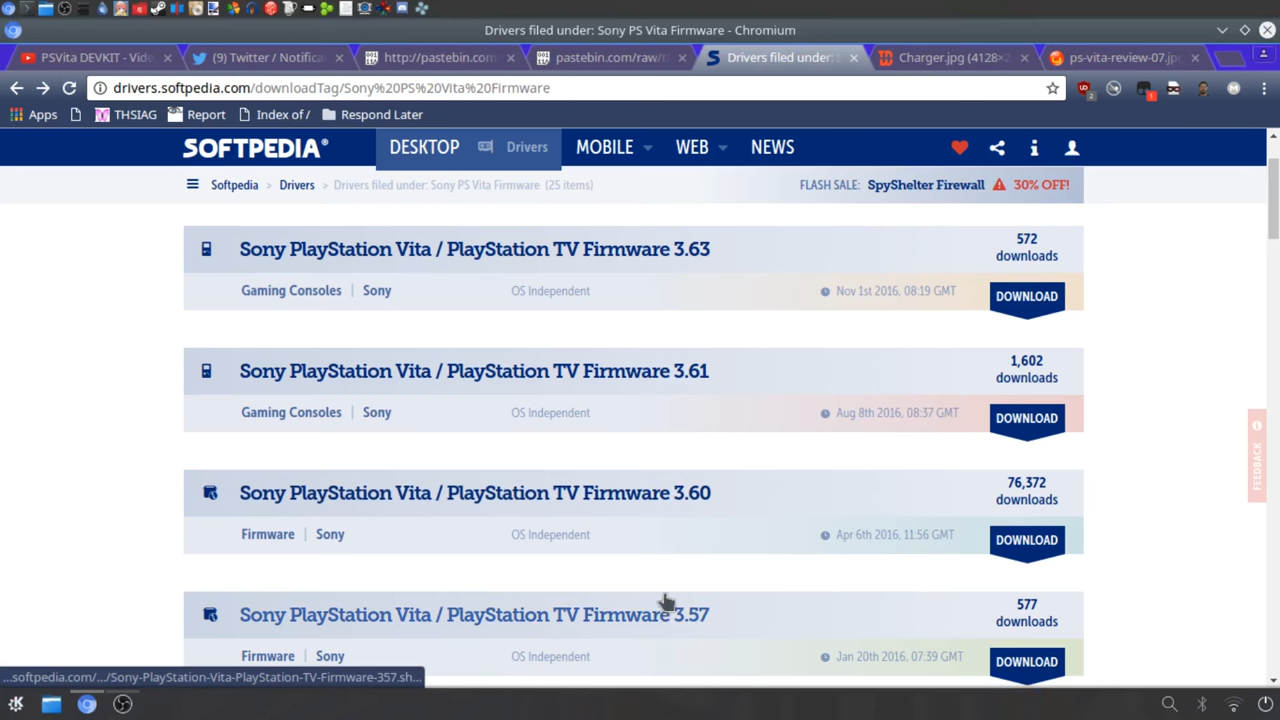 Drivers filed under: Sony PS Vita Firmware - Chromium
PSVita DEVKIT - Vide
(9) Twitter / Notifica
http://pastebin.com
pastebin.com/raw/t
Drivers filed under:
Charger.jpg (4128×2
ps-vita-review-07.jp
drivers.softpedia.com/downloadTag/Sony%20PS%20Vita%20Firmware
2
1
Apps
THSIAG
Report
Index of /
Respond Later
SOFTPEDIA®
DESKTOP
Drivers
MOBILE
WEB
NEWS
Softpedia > Drivers > Drivers filed under: Sony PS Vita Firmware (25 items)
FLASH SALE: SpyShelter Firewall 30% OFF!
Sony PlayStation Vita / PlayStation TV Firmware 3.63
572
downloads
Gaming Consoles | Sony
OS Independent
Nov 1st 2016, 08:19 GMT
DOWNLOAD
Sony PlayStation Vita / PlayStation TV Firmware 3.61
1,602
downloads
Gaming Consoles | Sony
OS Independent
Aug 8th 2016, 08:37 GMT
DOWNLOAD
Sony PlayStation Vita / PlayStation TV Firmware 3.60
76,372
downloads
Firmware | Sony
OS Independent
Apr 6th 2016, 11:56 GMT
DOWNLOAD
Sony PlayStation Vita / PlayStation TV Firmware 3.57
577
downloads
Firmware | Sony
OS Independent
Jan 20th 2016, 07:39 GMT
DOWNLOAD
FEEDBACK
...softpedia.com/.../Sony-PlayStation-Vita-PlayStation-TV-Firmware-357.sh...